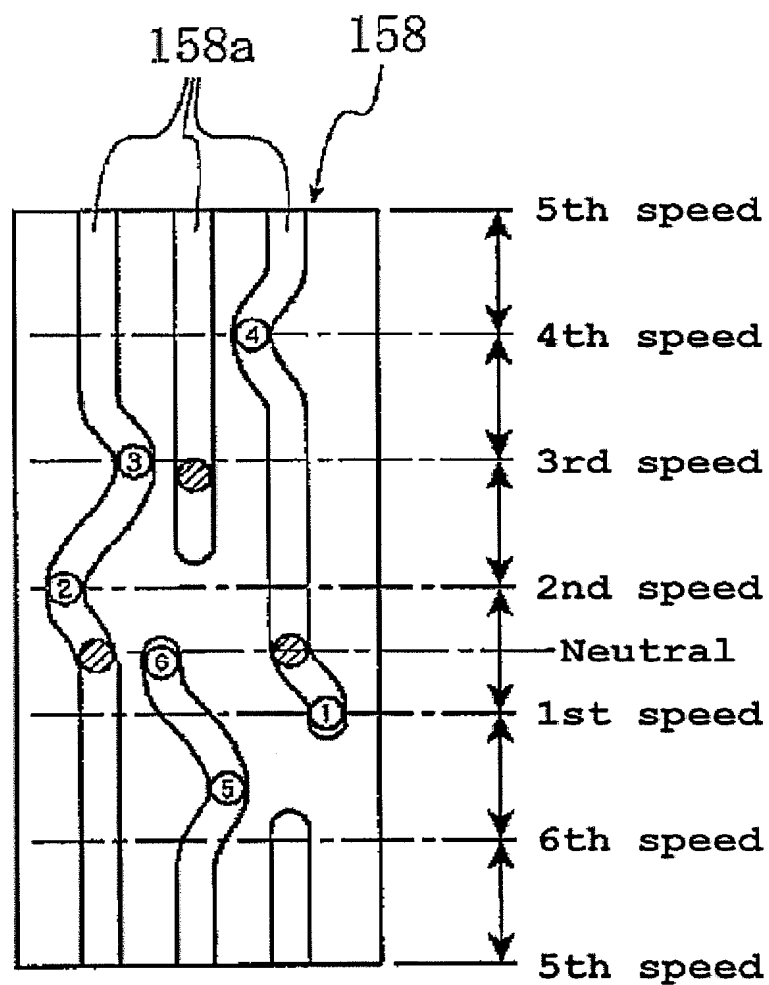 158a 158
5th speed
4
4th speed
3
3rd speed
2
2nd speed
6
Neutral
1
1st speed
5
6th speed
5th speed